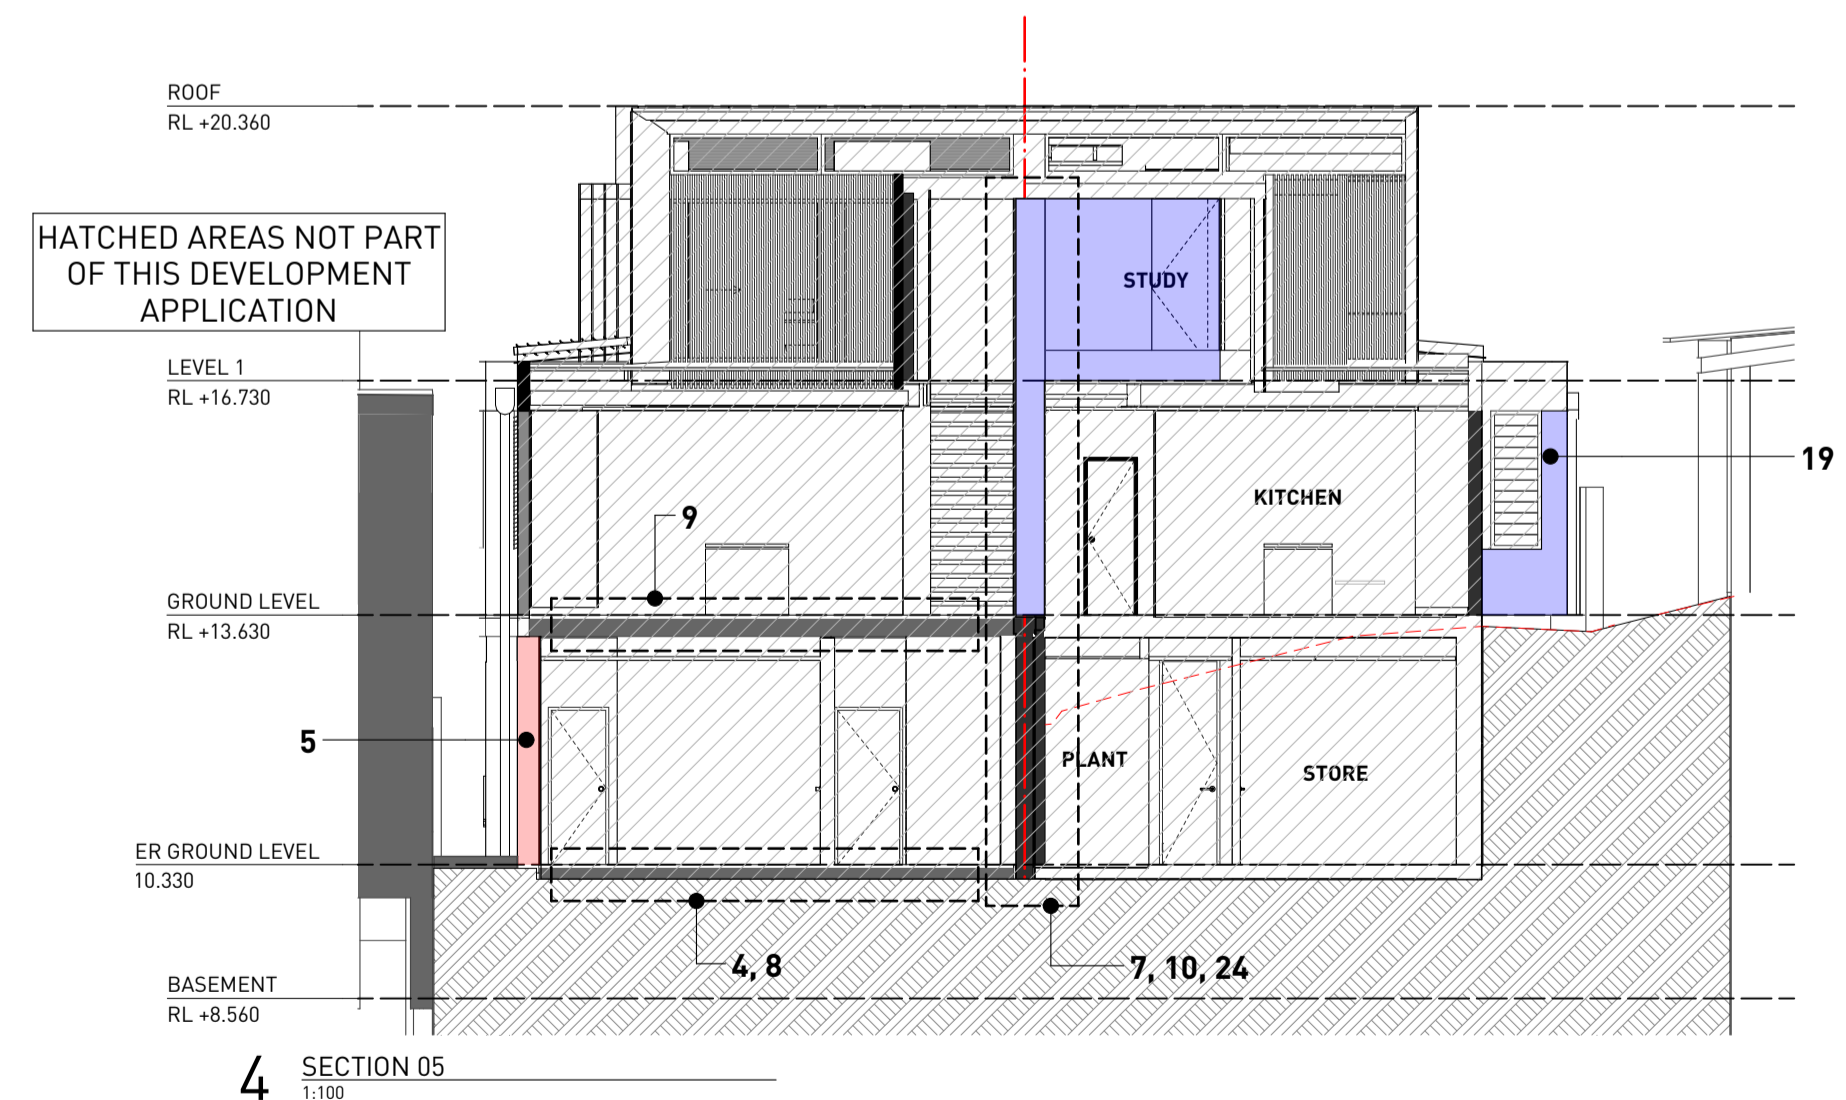 ROOF
RL +20.360
HATCHED AREAS NOT PART
OF THIS DEVELOPMENT
APPLICATION
STUDY
LEVEL 1
RL +16.730
19
KITCHEN
9
GROUND LEVEL
RL +13.630
5
PLANT
STORE
ER GROUND LEVEL
10.330
4, 8
7, 10, 24
BASEMENT
RL +8.560
4
SECTION 05
1:100